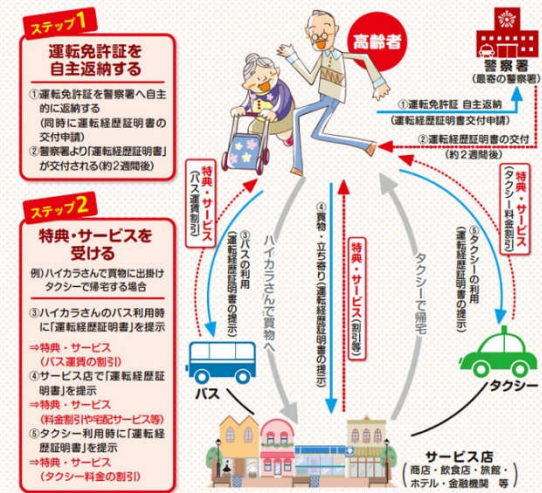 ステップ1
運転免許証を
自主返納する
①運転免許証を警察署へ自主
的に返納する
(同時に運転経歴証明書の
交付申請)
②警察署より「運転経歴証明書」
が交付される(約2週間後)
ステップ2
特典・サービスを
受ける
例)ハイカラさんで買物に出掛け
タクシーで帰宅する場合
③ハイカラさんのバス利用時
に「運転経歴証明書」を提示
⇒特典・サービス
(バス運賃の割引)
④サービス店で「運転経歴証
明書」を提示
⇒特典・サービス
(料金割引や宅配サービス等)
⑤タクシー利用時に「運転経
歴証明書」を提示
⇒特典・サービス
(タクシー料金の割引)
高齢者
警察署
(最寄の警察署)
①運転免許証 自主返納
(運転経歴証明書交付申請)
②運転経歴証明書の交付
(約2週間後)
特典・サービス
(バス運賃割引)
③バスの利用
(運転経歴証明書の提示)
ハイカラさんで買物へ
④買物・立ち寄り(運転経歴証明書の提示)
特典・サービス(割引等)
タクシーで帰宅
⑤タクシーの利用
(運転経歴証明書の提示)
特典・サービス
(タクシー料金割引)
バス
タクシー
サービス店
(商店・飲食店・旅館・
ホテル・金融機関 等)